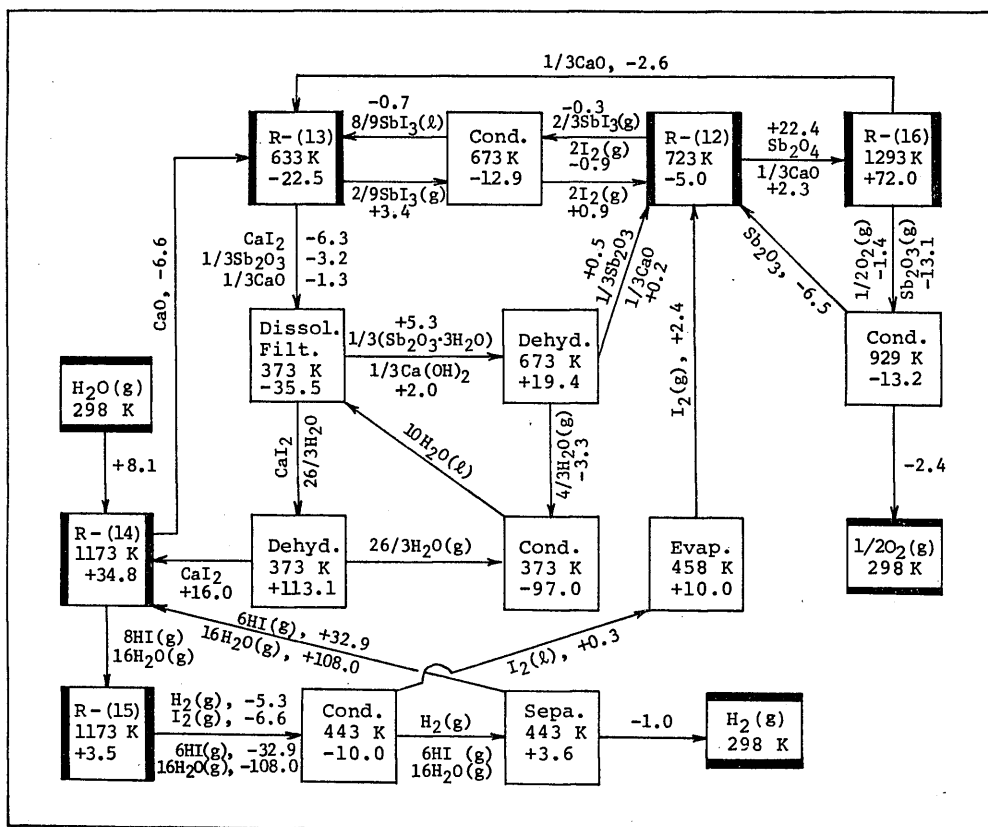 1/3CaO, -2.6
R-(13)
633 K
-22.5
-0.7
8/9SbI₃(ℓ)
2/9SbI₃(g)
+3.4
Cond.
673 K
-12.9
-0.3
2/3SbI₃(g)
2I₂(g)
-0.9
2I₂(g)
+0.9
R-(12)
723 K
-5.0
+22.4
Sb₂O₄
1/3CaO
+2.3
R-(16)
1293 K
+72.0
CaO, -6.6
CaI₂ -6.3
1/3Sb₂O₃ -3.2
1/3CaO -1.3
+0.5
1/3Sb₂O₃
1/3CaO
+0.2
Sb₂O₃, -6.5
1/2O₂(g)
-1.4
Sb₂O₃(g)
-13.1
Dissol.
Filt.
373 K
-35.5
+5.3
1/3(Sb₂O₃·3H₂O)
1/3Ca(OH)₂
+2.0
Dehyd.
673 K
+19.4
I₂(g), +2.4
Cond.
929 K
-13.2
H₂O(g)
298 K
+8.1
CaI₂
26/3H₂O
10H₂O(ℓ)
4/3H₂O(g)
-3.3
-2.4
R-(14)
1173 K
+34.8
CaI₂
+16.0
Dehyd.
373 K
+113.1
26/3H₂O(g)
Cond.
373 K
-97.0
Evap.
458 K
+10.0
1/2O₂(g)
298 K
8HI(g)
16H₂O(g)
6HI(g), +32.9
16H₂O(g), +108.0
I₂(ℓ), +0.3
R-(15)
1173 K
+3.5
H₂(g), -5.3
I₂(g), -6.6
6HI(g), -32.9
16H₂O(g), -108.0
Cond.
443 K
-10.0
H₂(g)
6HI (g)
16H₂O(g)
Sepa.
443 K
+3.6
-1.0
H₂(g)
298 K